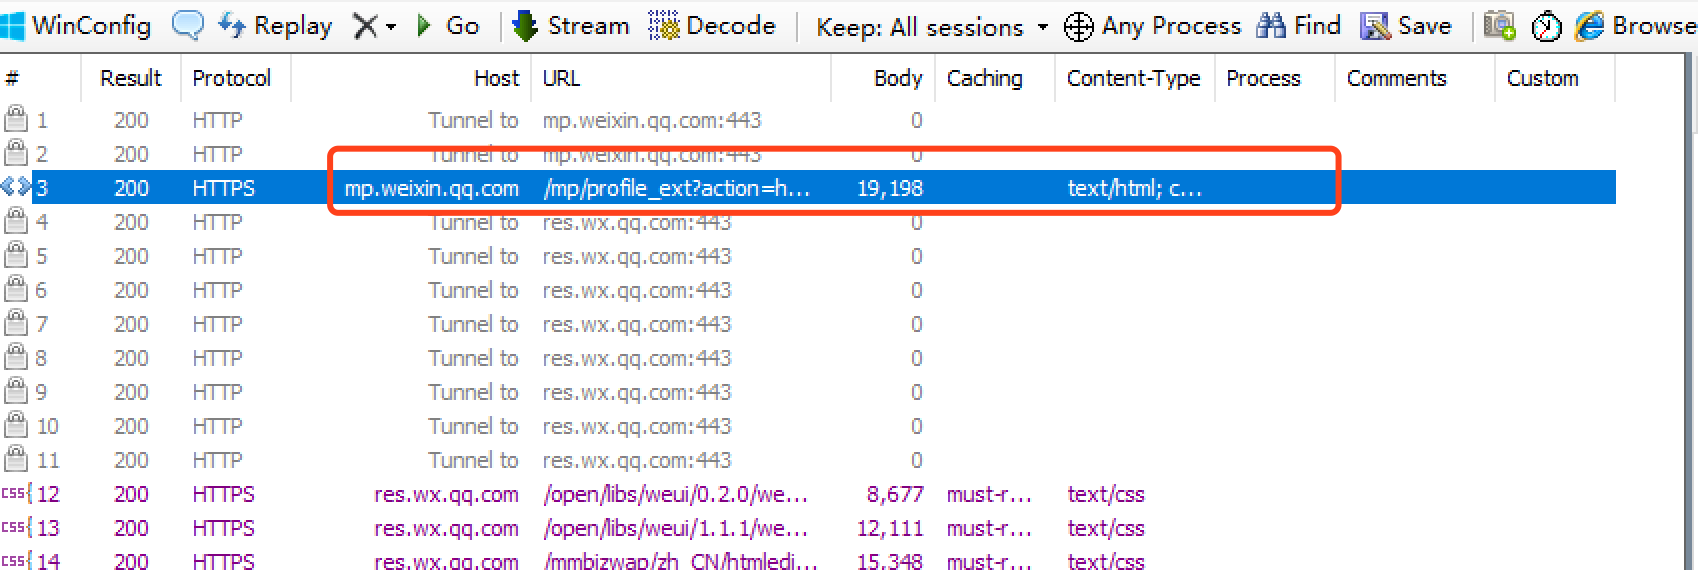 WinConfig Replay Go Stream Decode Keep: All sessions Any Process Find Save Browse
# Result Protocol Host URL Body Caching Content-Type Process Comments Custom
1 200 HTTP Tunnel to mp.weixin.qq.com:443 0
2 200 HTTP Tunnel to mp.weixin.qq.com:443 0
3 200 HTTPS mp.weixin.qq.com /mp/profile_ext?action=h... 19,198 text/html; c...
4 200 HTTP Tunnel to res.wx.qq.com:443 0
5 200 HTTP Tunnel to res.wx.qq.com:443 0
6 200 HTTP Tunnel to res.wx.qq.com:443 0
7 200 HTTP Tunnel to res.wx.qq.com:443 0
8 200 HTTP Tunnel to res.wx.qq.com:443 0
9 200 HTTP Tunnel to res.wx.qq.com:443 0
10 200 HTTP Tunnel to res.wx.qq.com:443 0
11 200 HTTP Tunnel to res.wx.qq.com:443 0
css{ 12 200 HTTPS res.wx.qq.com /open/libs/weui/0.2.0/we... 8,677 must-r... text/css
css{ 13 200 HTTPS res.wx.qq.com /open/libs/weui/1.1.1/we... 12,111 must-r... text/css
css{ 14 200 HTTPS res.wx.qq.com /mmbizwap/zh_CN/htmledi... 15,348 must-r... text/css